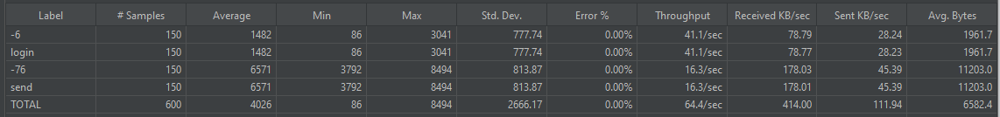 Label # Samples Average Min Max Std. Dev. Error % Throughput Received KB/sec Sent KB/sec Avg. Bytes
-6 150 1482 86 3041 777.74 0.00% 41.1/sec 78.79 28.24 1961.7
login 150 1482 86 3041 777.74 0.00% 41.1/sec 78.77 28.23 1961.7
-76 150 6571 3792 8494 813.87 0.00% 16.3/sec 178.03 45.39 11203.0
send 150 6571 3792 8494 813.87 0.00% 16.3/sec 178.01 45.39 11203.0
TOTAL 600 4026 86 8494 2666.17 0.00% 64.4/sec 414.00 111.94 6582.4